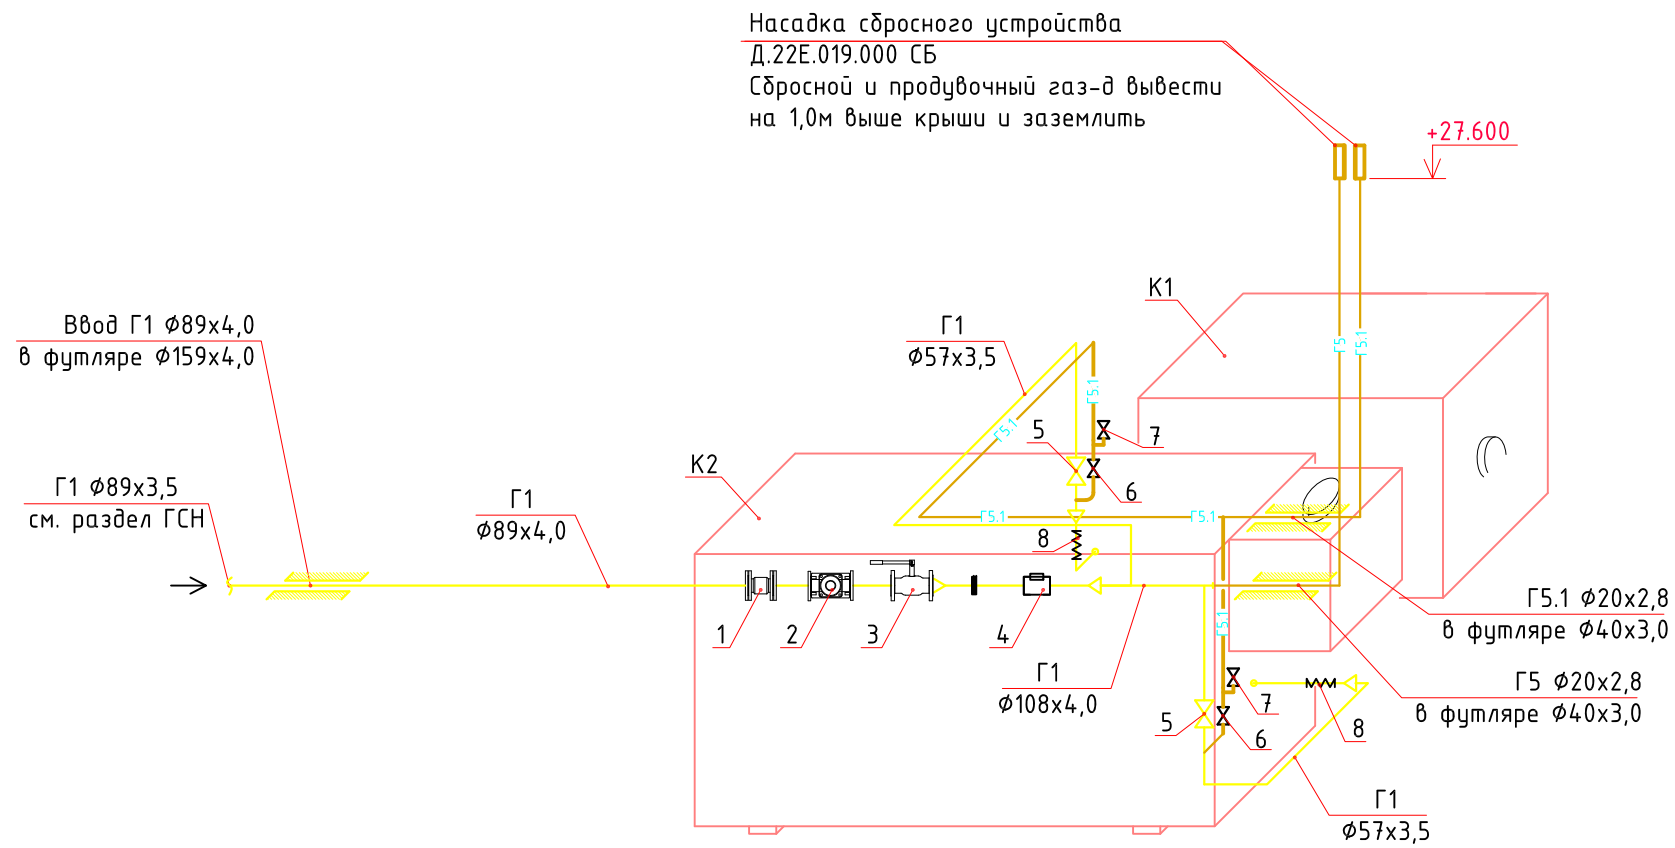 Насадка сбросного устройства
Д.22Е.019.000 СБ
Сбросной и продувочный газ-д вывести
на 1,0м выше крыши и заземлить
+27.600
К1
Ввод Г1 Ф89х4,0
в футляре Ф159х4,0
Г1
Ф57х3,5
Г5
Г5.1
Г5.1
Г5.1
5
7
К2
6
Г1 Ф89х3,5
см. раздел ГСН
Г1
Ф89х4,0
Г5.1
Г5.1
8
1
2
3
4
Г5.1
Г5.1 Ф20х2,8
в футляре Ф40х3,0
Г1
Ф108х4,0
Г5 Ф20х2,8
в футляре Ф40х3,0
7
5
6
8
Г1
Ф57х3,5